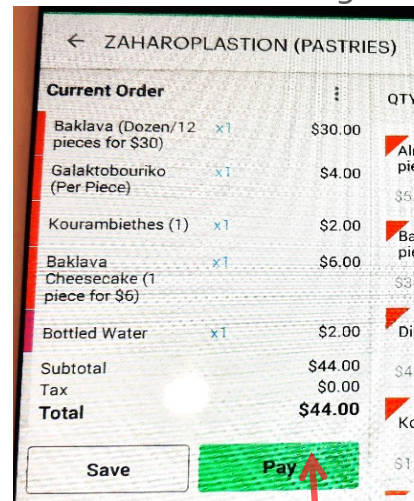 ← ZAHAROPLASTION (PASTRIES)
Current Order
QTY
Baklava (Dozen/12 x1 $30.00
pieces for $30)
Galaktobouriko x1 $4.00
(Per Piece)
Kourambiethes (1) x1 $2.00
Baklava x1 $6.00
Cheesecake (1
piece for $6)
Bottled Water x1 $2.00
Subtotal $44.00
Tax $0.00
Total $44.00
Save
Pay